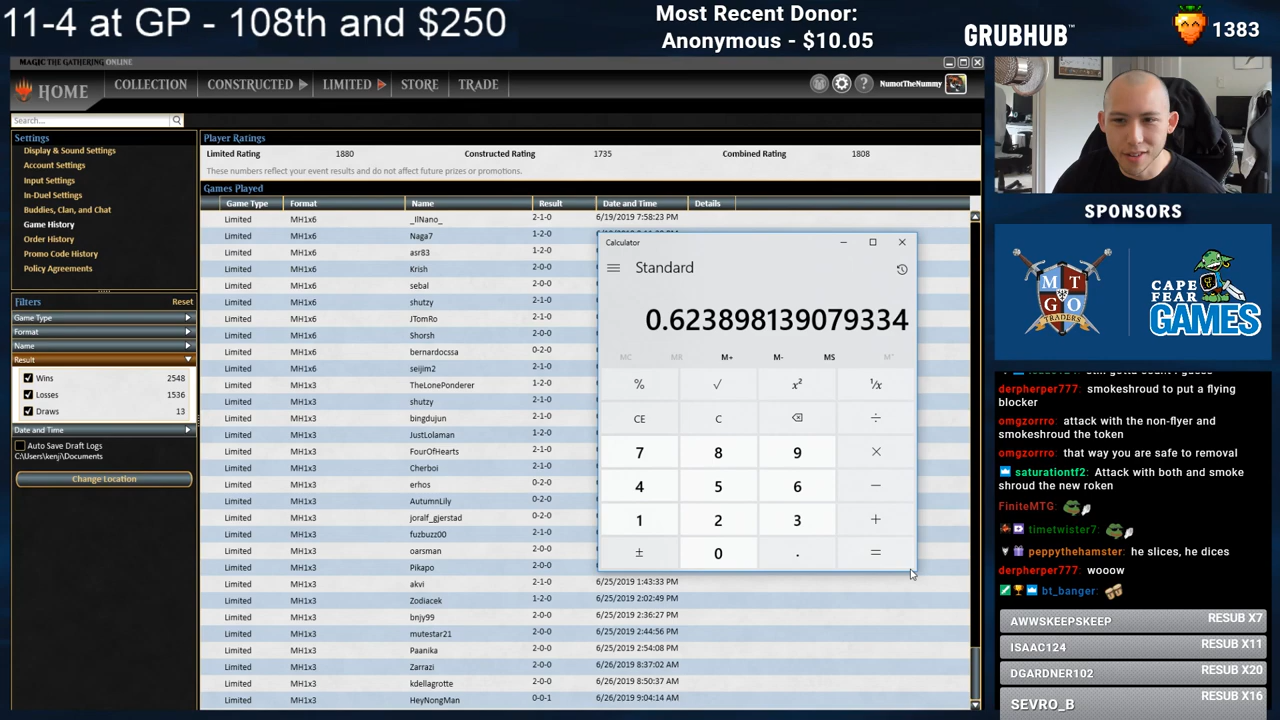 11-4 at GP - 108th and $250
Most Recent Donor:
Anonymous - $10.05
GRUBHUB™
1383
MAGIC THE GATHERING ONLINE
HOME
COLLECTION
CONSTRUCTED
LIMITED
STORE
TRADE
NumotTheNummy
Search...
Settings
Display & Sound Settings
Account Settings
Input Settings
In-Duel Settings
Buddies, Clan, and Chat
Game History
Order History
Promo Code History
Policy Agreements
Filters Reset
Game Type
Format
Name
Result
Wins 2548
Losses 1536
Draws 13
Date and Time
Auto Save Draft Logs
C:\Users\kenji\Documents
Change Location
Player Ratings
Limited Rating 1880 Constructed Rating 1735 Combined Rating 1808
These numbers reflect your event results and do not affect future prizes or promotions.
Games Played
Game Type Format Name Result Date and Time Details
Limited MH1x6 _IlNano_ 2-1-0 6/19/2019 7:58:23 PM
Limited MH1x6 Naga7 1-2-0
Limited MH1x6 asr83 1-2-0
Limited MH1x6 Krish 2-0-0
Limited MH1x6 sebal 2-0-0
Limited MH1x6 shutzy 2-1-0
Limited MH1x6 JTomRo 2-1-0
Limited MH1x6 Shorsh 2-0-0
Limited MH1x6 bernardocssa 0-2-0
Limited MH1x6 seijim2 2-1-0
Limited MH1x3 TheLonePonderer 1-2-0
Limited MH1x3 shutzy 2-1-0
Limited MH1x3 bingdujun 2-1-0
Limited MH1x3 JustLolaman 1-2-0
Limited MH1x3 FourOfHearts 2-1-0
Limited MH1x3 Cherboi 2-1-0
Limited MH1x3 erhos 0-2-0
Limited MH1x3 AutumnLily 0-2-0
Limited MH1x3 joralf_gjerstad 0-2-0
Limited MH1x3 fuzbuzz00 2-1-0
Limited MH1x3 oarsman 2-0-0
Limited MH1x3 Pikapo 2-0-0
Limited MH1x3 akvi 2-1-0 6/25/2019 1:43:33 PM
Limited MH1x3 Zodiacek 1-2-0 6/25/2019 2:02:49 PM
Limited MH1x3 bnjy99 2-0-0 6/25/2019 2:36:27 PM
Limited MH1x3 mutestar21 2-0-0 6/25/2019 2:44:56 PM
Limited MH1x3 Paanika 2-0-0 6/25/2019 2:54:08 PM
Limited MH1x3 Zarrazi 2-0-0 6/26/2019 8:37:02 AM
Limited MH1x3 kdellagrotte 2-0-0 6/26/2019 8:50:37 AM
Limited MH1x3 HeyNongMan 0-0-1 6/26/2019 9:04:14 AM
Calculator
Standard
0.623898139079334
MC MR M+ M- MS M˅
% √ x² ¹/x
CE C ⌫ ÷
7 8 9 ×
4 5 6 −
1 2 3 +
± 0 . =
SPONSORS
MTGO
TRADERS
CAPE FEAR
GAMES
derpherper777: smokeshroud to put a flying
blocker
omgzorrro: attack with the non-flyer and
smokeshroud the token
omgzorrro: that way you are safe to removal
saturationtf2: Attack with both and smoke
shroud the new roken
FiniteMTG:
timetwister7:
peppythehamster: he slices, he dices
derpherper777: wooow
bt_banger:
AWWSKEEPSKEEP RESUB X7
ISAAC124 RESUB X11
DGARDNER102 RESUB X20
SEVRO_B RESUB X16